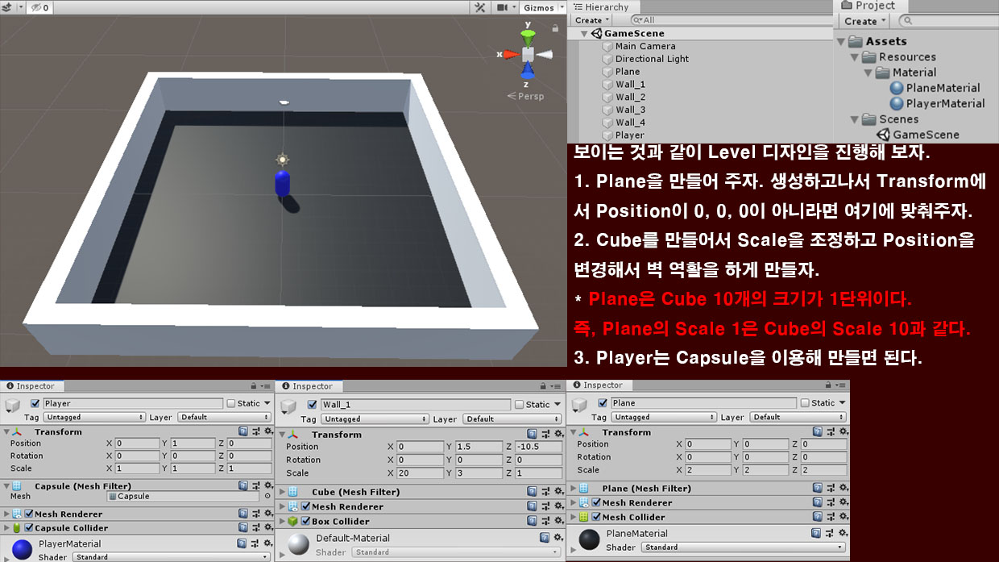 0
Gizmos
y
x
z
Persp
Hierarchy
Create
All
GameScene
Main Camera
Directional Light
Plane
Wall_1
Wall_2
Wall_3
Wall_4
Player
Project
Create
Assets
Resources
Material
PlaneMaterial
PlayerMaterial
Scenes
GameScene
보이는 것과 같이 Level 디자인을 진행해 보자.
1. Plane을 만들어 주자. 생성하고나서 Transform에
서 Position이 0, 0, 0이 아니라면 여기에 맞춰주자.
2. Cube를 만들어서 Scale을 조정하고 Position을
변경해서 벽 역활을 하게 만들자.
* Plane은 Cube 10개의 크기가 1단위이다.
즉, Plane의 Scale 1은 Cube의 Scale 10과 같다.
3. Player는 Capsule을 이용해 만들면 된다.
Inspector
Player Static
Tag Untagged Layer Default
Transform
Position X 0 Y 1 Z 0
Rotation X 0 Y 0 Z 0
Scale X 1 Y 1 Z 1
Capsule (Mesh Filter)
Mesh Capsule
Mesh Renderer
Capsule Collider
PlayerMaterial
Shader Standard
Inspector
Wall_1 Static
Tag Untagged Layer Default
Transform
Position X 0 Y 1.5 Z -10.5
Rotation X 0 Y 0 Z 0
Scale X 20 Y 3 Z 1
Cube (Mesh Filter)
Mesh Renderer
Box Collider
Default-Material
Shader Standard
Inspector
Plane Static
Tag Untagged Layer Default
Transform
Position X 0 Y 0 Z 0
Rotation X 0 Y 0 Z 0
Scale X 2 Y 2 Z 2
Plane (Mesh Filter)
Mesh Renderer
Mesh Collider
PlaneMaterial
Shader Standard